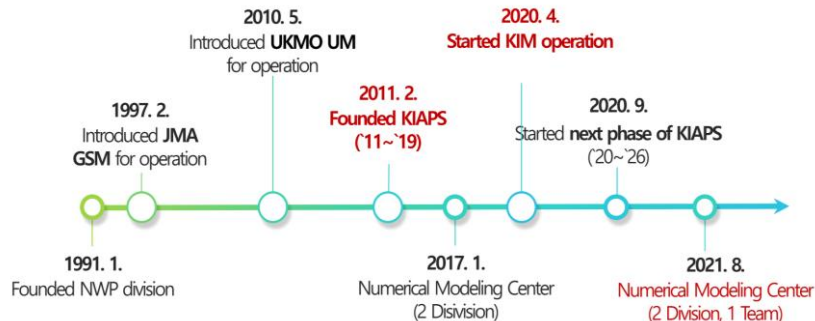 2010. 5.
Introduced UKMO UM
for operation
2020. 4.
Started KIM operation
1997. 2.
Introduced JMA
GSM for operation
2011. 2.
Founded KIAPS
(`11~`19)
2020. 9.
Started next phase of KIAPS
(`20~`26)
1991. 1.
Founded NWP division
2017. 1.
Numerical Modeling Center
(2 Disivision)
2021. 8.
Numerical Modeling Center
(2 Division, 1 Team)